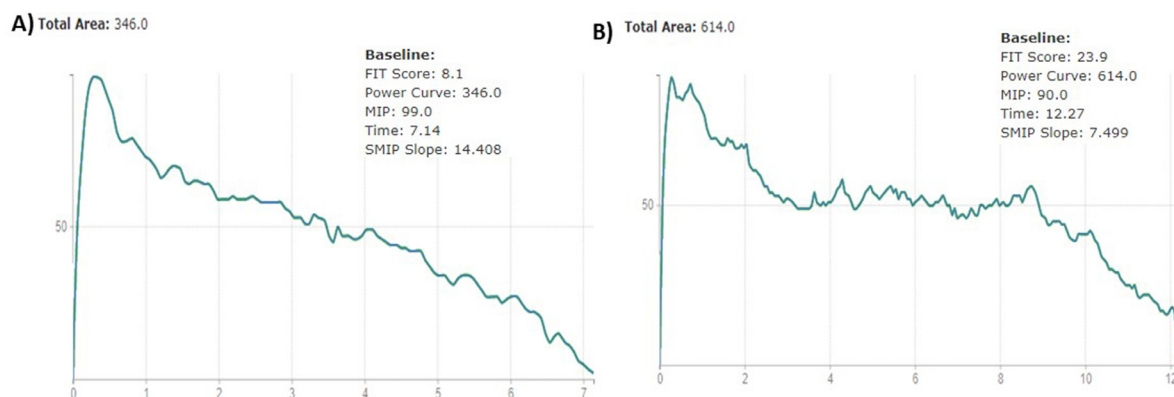 A) Total Area: 346.0
Baseline:
FIT Score: 8.1
Power Curve: 346.0
MIP: 99.0
Time: 7.14
SMIP Slope: 14.408
50
0 1 2 3 4 5 6 7
B) Total Area: 614.0
Baseline:
FIT Score: 23.9
Power Curve: 614.0
MIP: 90.0
Time: 12.27
SMIP Slope: 7.499
50
0 2 4 6 8 10 12